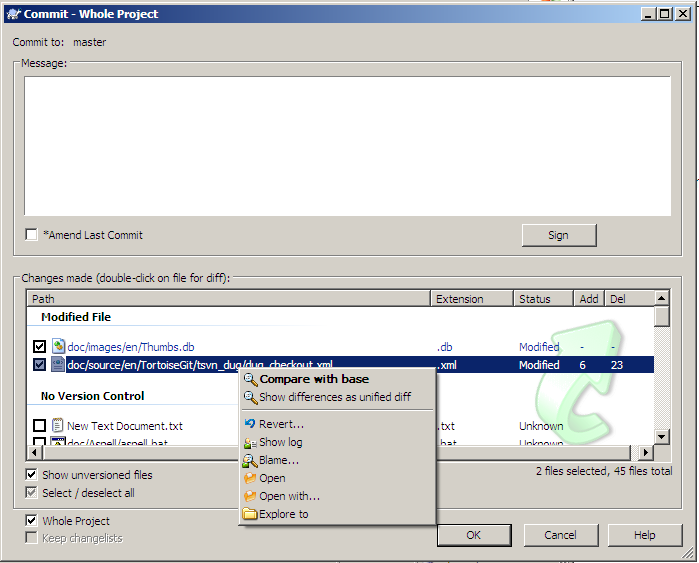 Commit - Whole Project
Commit to: master
Message:
*Amend Last Commit
Sign
Changes made (double-click on file for diff):
Path Extension Status Add Del
Modified File
doc/images/en/Thumbs.db .db Modified - -
doc/source/en/TortoiseGit/tsvn_dug/dug_checkout.xml .xml Modified 6 23
Compare with base
Show differences as unified diff
Revert...
Show log
Blame...
Open
Open with...
Explore to
No Version Control
New Text Document.txt .txt Unknown
doc/Aspell/aspell.bat .bat Unknown
Show unversioned files
2 files selected, 45 files total
Select / deselect all
Whole Project
Keep changelists
OK Cancel Help